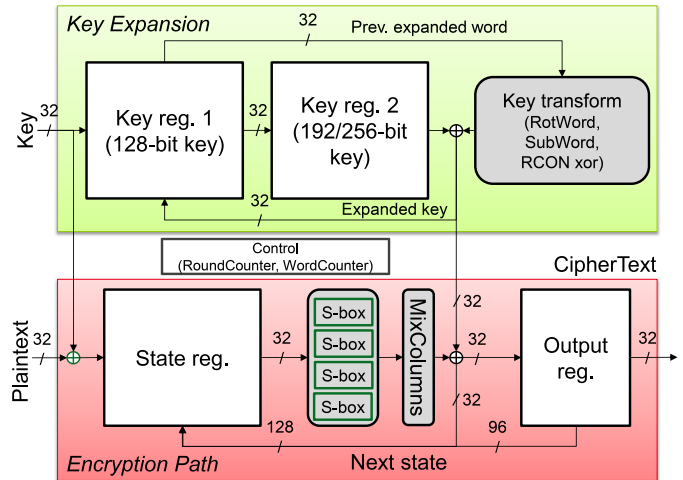 Key Expansion
32
Prev. expanded word
Key
32
Key reg. 1
(128-bit key)
32
Key reg. 2
(192/256-bit
key)
Key transform
(RotWord,
SubWord,
RCON xor)
32
Expanded key
Control
(RoundCounter, WordCounter)
CipherText
Plaintext
32
State reg.
32
S-box
S-box
S-box
S-box
MixColumns
32
32
32
Output
reg.
32
128
96
Encryption Path
Next state